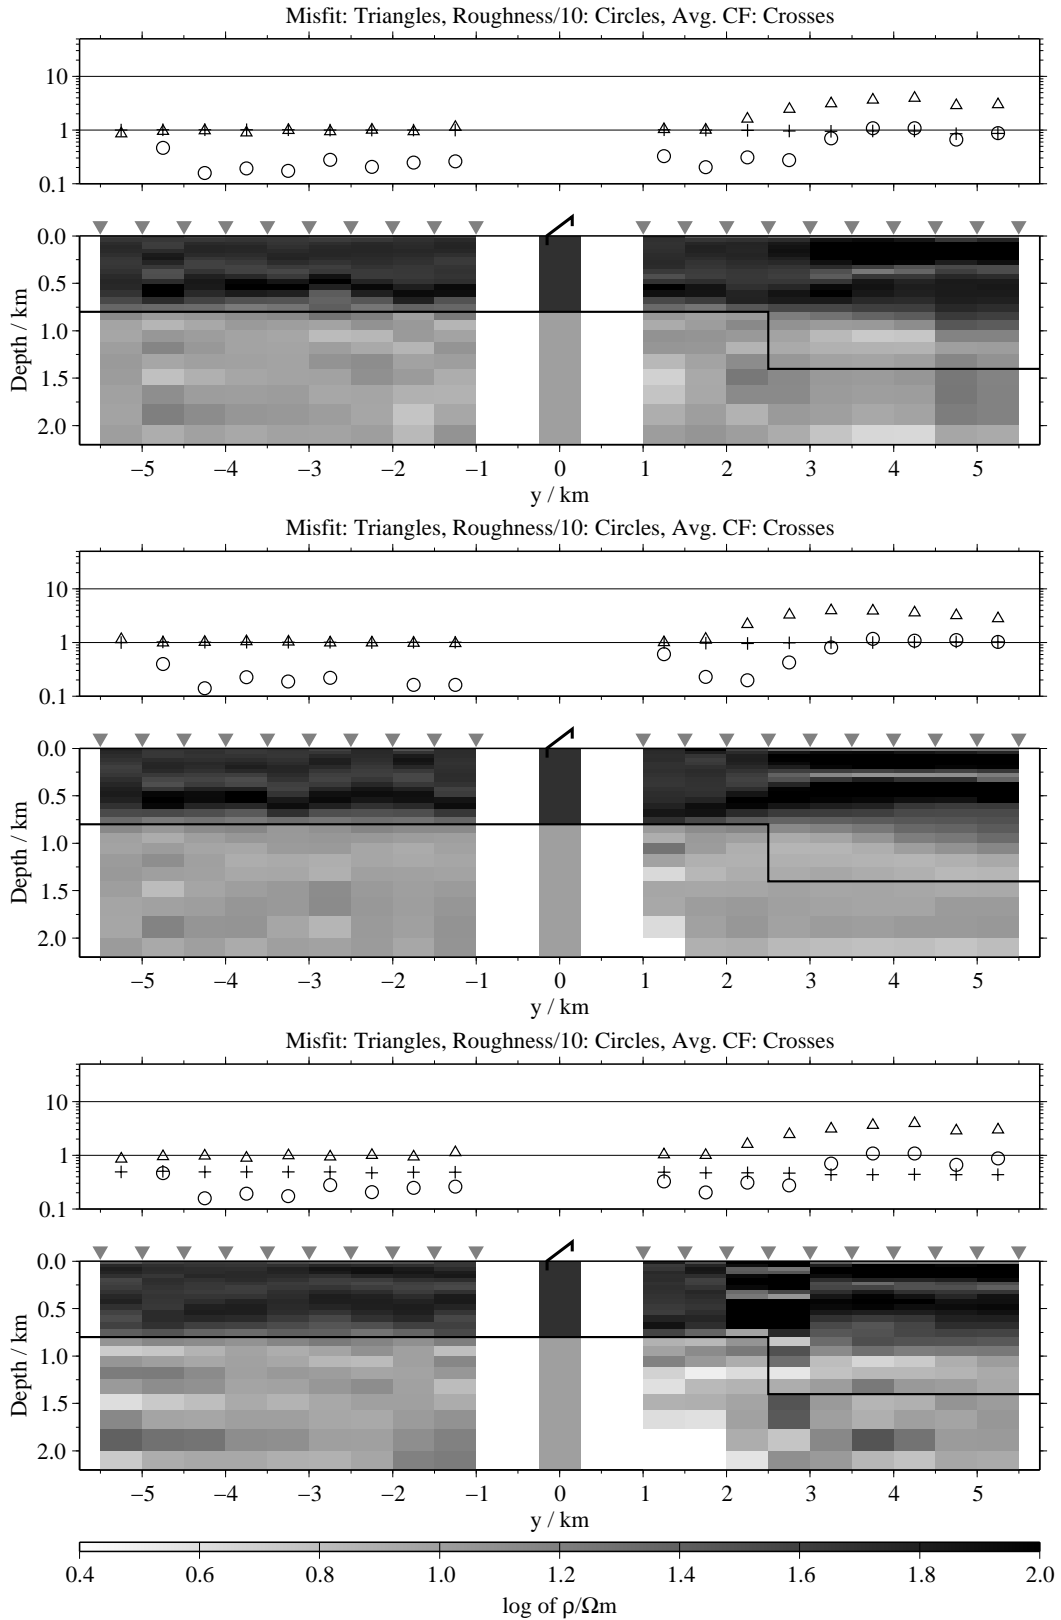 Misfit: Triangles, Roughness/10: Circles, Avg. CF: Crosses
10
1
0.1
0.0
0.5
1.0
1.5
2.0
Depth / km
−5 −4 −3 −2 −1 0 1 2 3 4 5
y / km
Misfit: Triangles, Roughness/10: Circles, Avg. CF: Crosses
10
1
0.1
0.0
0.5
1.0
1.5
2.0
Depth / km
−5 −4 −3 −2 −1 0 1 2 3 4 5
y / km
Misfit: Triangles, Roughness/10: Circles, Avg. CF: Crosses
10
1
0.1
0.0
0.5
1.0
1.5
2.0
Depth / km
−5 −4 −3 −2 −1 0 1 2 3 4 5
y / km
0.4 0.6 0.8 1.0 1.2 1.4 1.6 1.8 2.0
log of ρ/Ωm